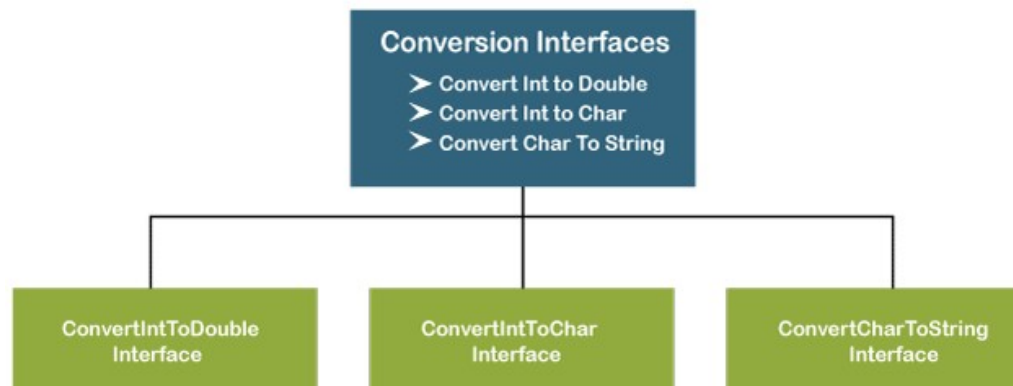 Conversion Interfaces
➤ Convert Int to Double
➤ Convert Int to Char
➤ Convert Char To String
ConvertIntToDouble
Interface
ConvertIntToChar
Interface
ConvertCharToString
Interface